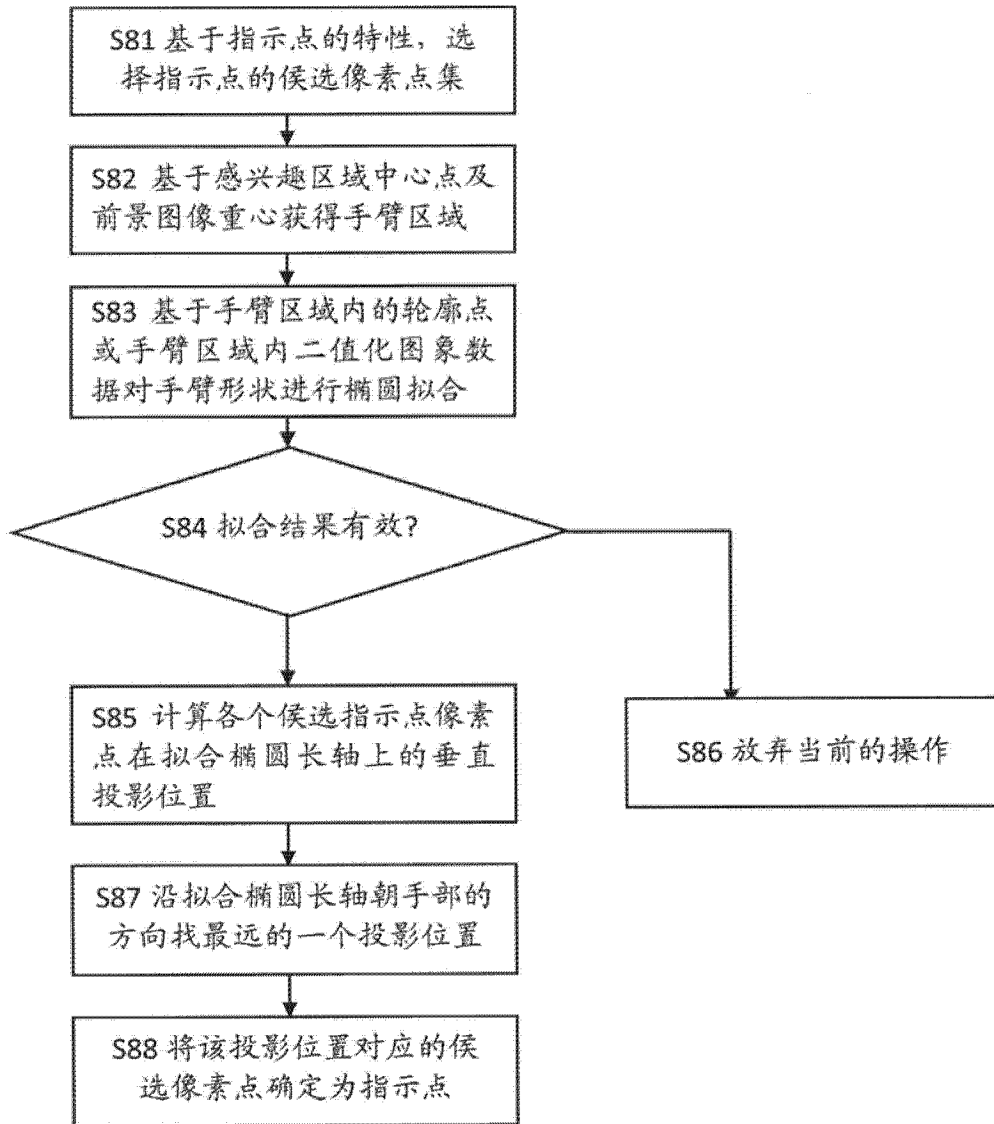 S81 基于指示点的特性，选
择指示点的侯选像素点集
S82 基于感兴趣区域中心点及
前景图像重心获得手臂区域
S83 基于手臂区域内的轮廓点
或手臂区域内二值化图象数
据对手臂形状进行椭圆拟合
S84 拟合结果有效?
S85 计算各个侯选指示点像素
点在拟合椭圆长轴上的垂直
投影位置
S86 放弃当前的操作
S87 沿拟合椭圆长轴朝手部的
方向找最远的一个投影位置
S88 将该投影位置对应的侯
选像素点确定为指示点